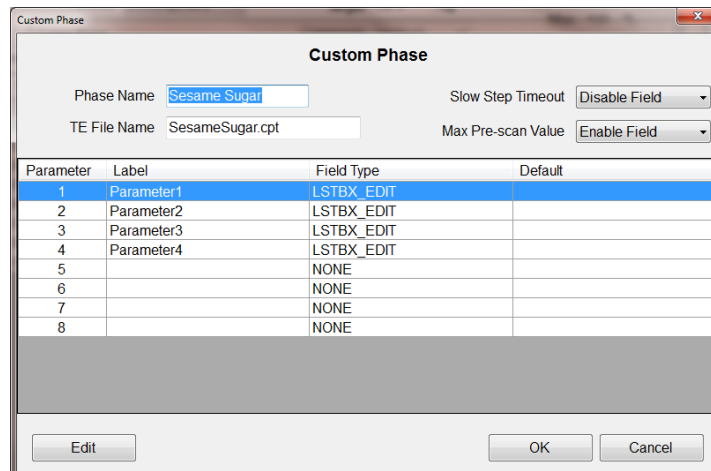 Custom Phase
Custom Phase
Phase Name Sesame Sugar Slow Step Timeout Disable Field
TE File Name SesameSugar.cpt Max Pre-scan Value Enable Field
Parameter Label Field Type Default
1 Parameter1 LSTBX_EDIT
2 Parameter2 LSTBX_EDIT
3 Parameter3 LSTBX_EDIT
4 Parameter4 LSTBX_EDIT
5 NONE
6 NONE
7 NONE
8 NONE
Edit OK Cancel